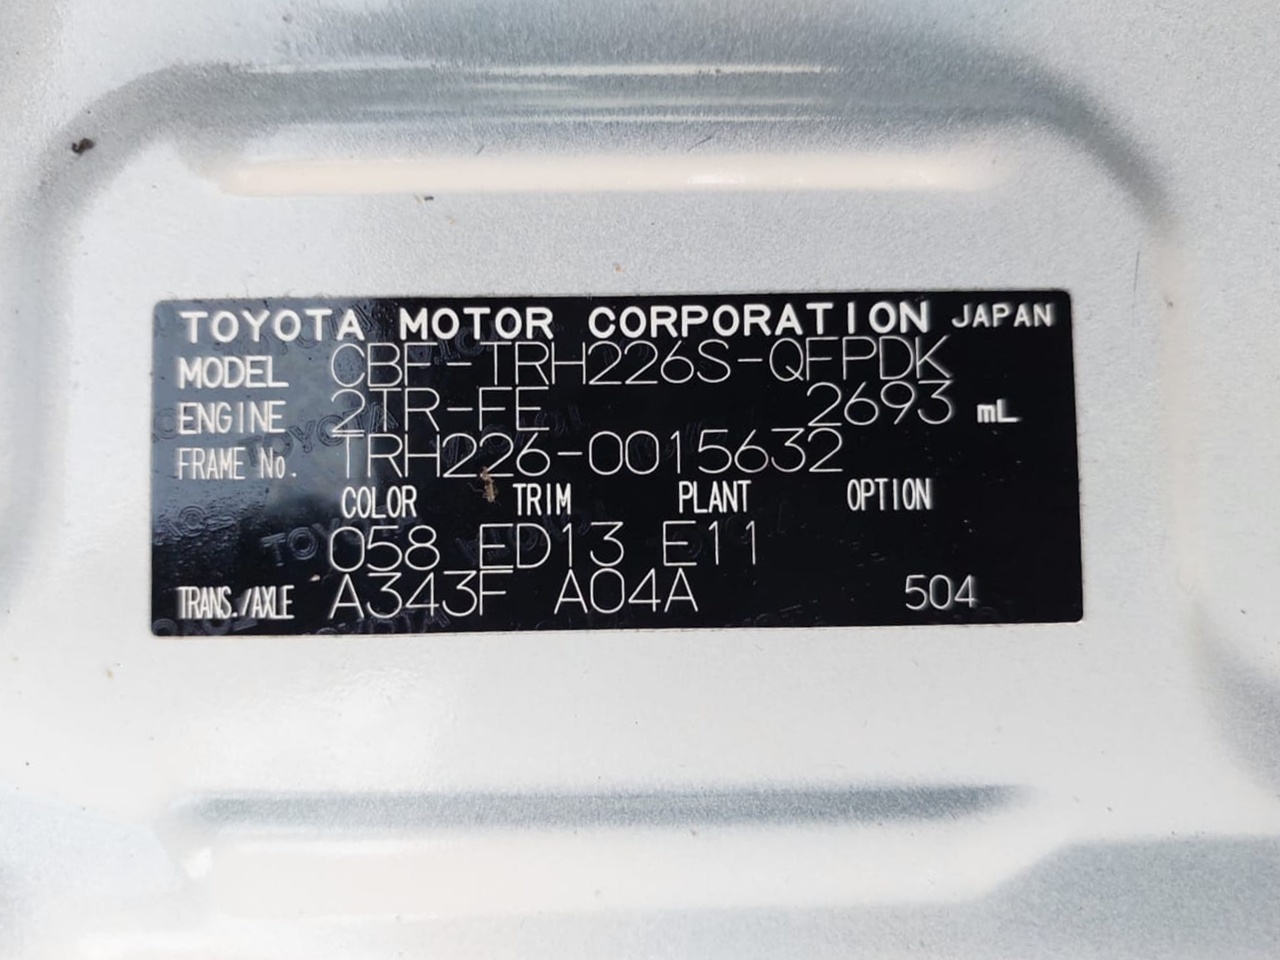 TOYOTA MOTOR CORPORATION JAPAN
MODEL CBF-TRH226S-QFPDK
ENGINE 2TR-FE 2693 mL
FRAME No. TRH226-0015632
COLOR TRIM PLANT OPTION
058 ED13 E11
TRANS./AXLE A343F A04A 504